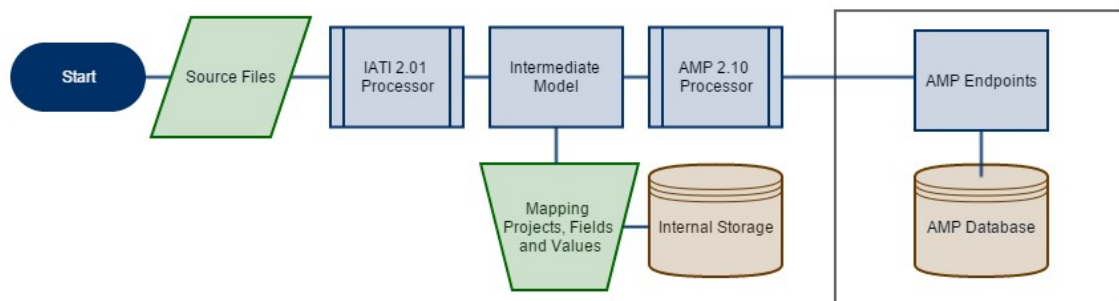 Start
Source Files
IATI 2.01
Processor
Intermediate
Model
AMP 2.10
Processor
AMP Endpoints
Mapping
Projects, Fields
and Values
Internal Storage
AMP Database